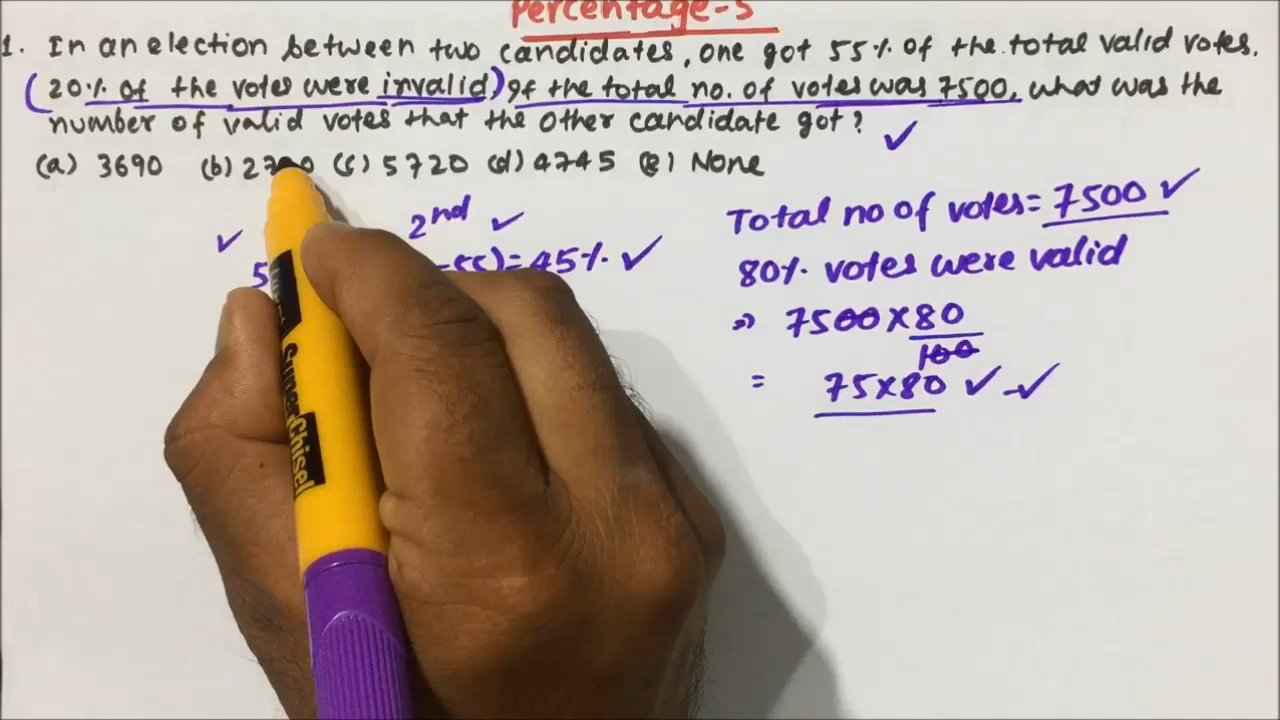 Percentage-5
1. In an election between two candidates, one got 55% of the total valid votes.
(20% of the votes were invalid) If the total no. of votes was 7500, what was the
number of valid votes that the other candidate got? ✓
(a) 3690 (b) (c) 5720 (d) 4745 (e) None
✓ 2nd ✓
-55) = 45% ✓
Total no of votes = 7500 ✓
80% votes were valid
⇒ 7500 × 80
100
= 75×80 ✓ ✓
Super Chisel